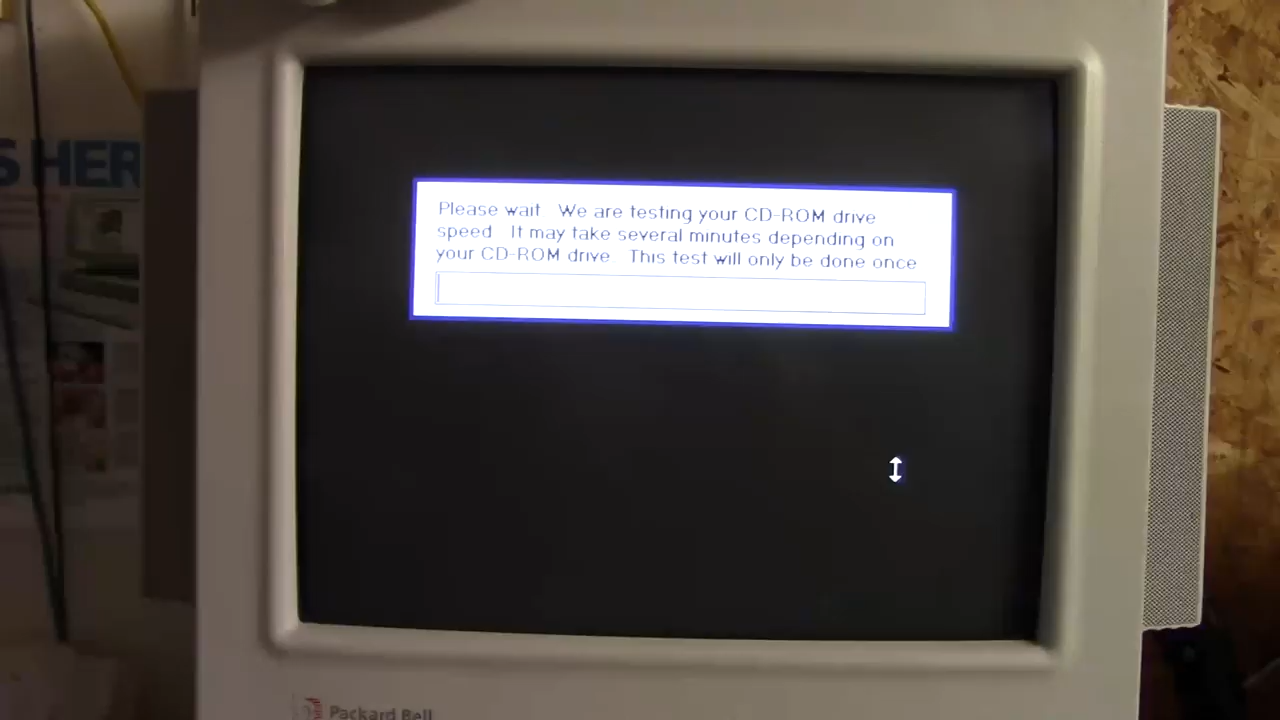 S HER
Please wait We are testing your CD-ROM drive
speed It may take several minutes depending on
your CD-ROM drive This test will only be done once
Packard Bell